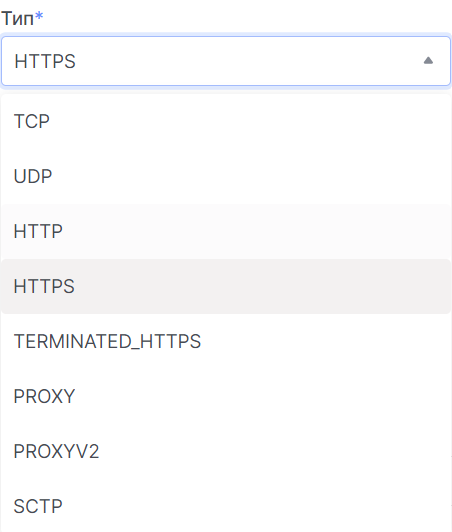 Тип*
HTTPS
TCP
UDP
HTTP
HTTPS
TERMINATED_HTTPS
PROXY
PROXYV2
SCTP